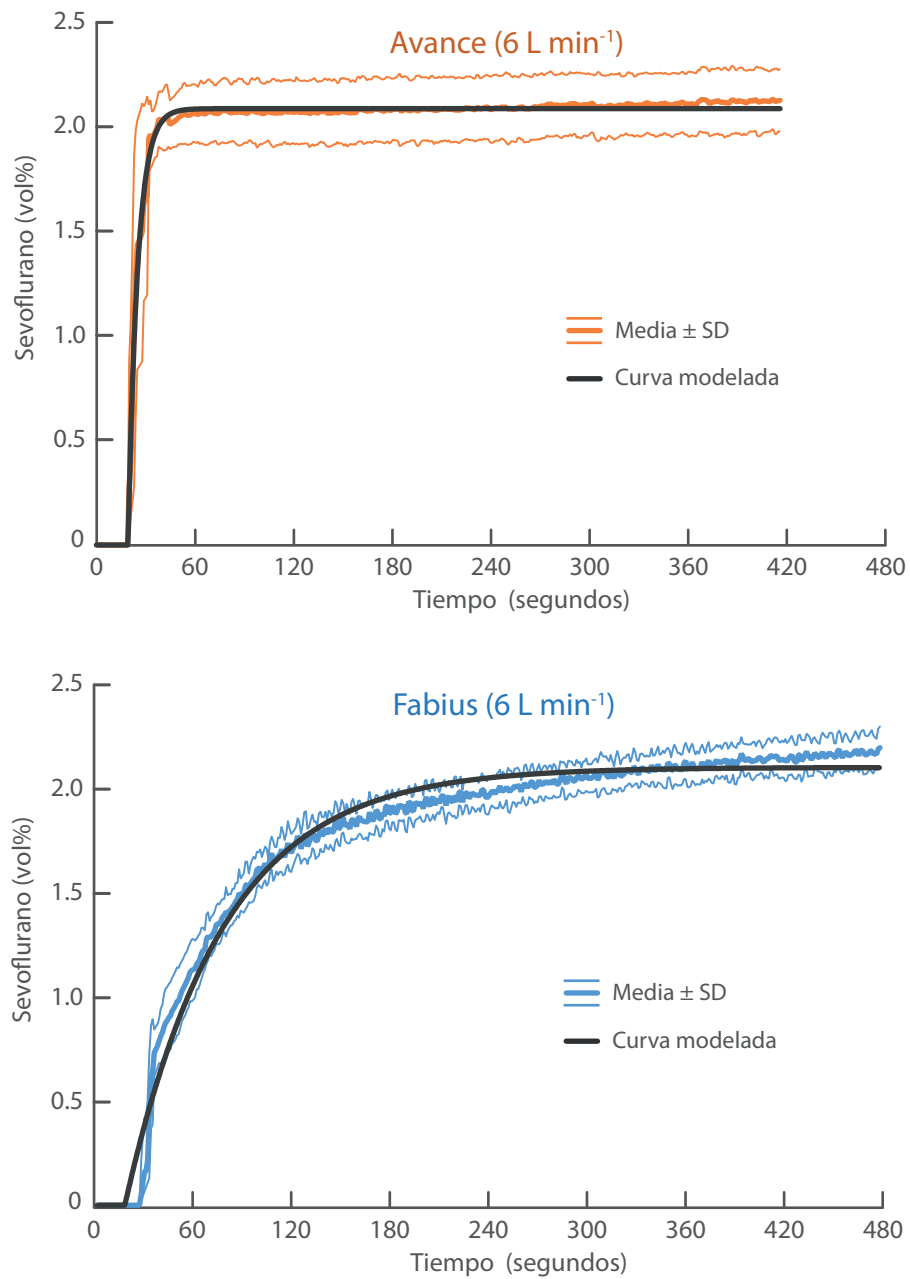 2.5
Avance (6 L min⁻¹)
2.0
1.5
Sevoflurano (vol%)
1.0
Media ± SD
Curva modelada
0.5
0
0 60 120 180 240 300 360 420 480
Tiempo (segundos)
2.5
Fabius (6 L min⁻¹)
2.0
1.5
Sevoflurano (vol%)
1.0
Media ± SD
Curva modelada
0.5
0
0 60 120 180 240 300 360 420 480
Tiempo (segundos)